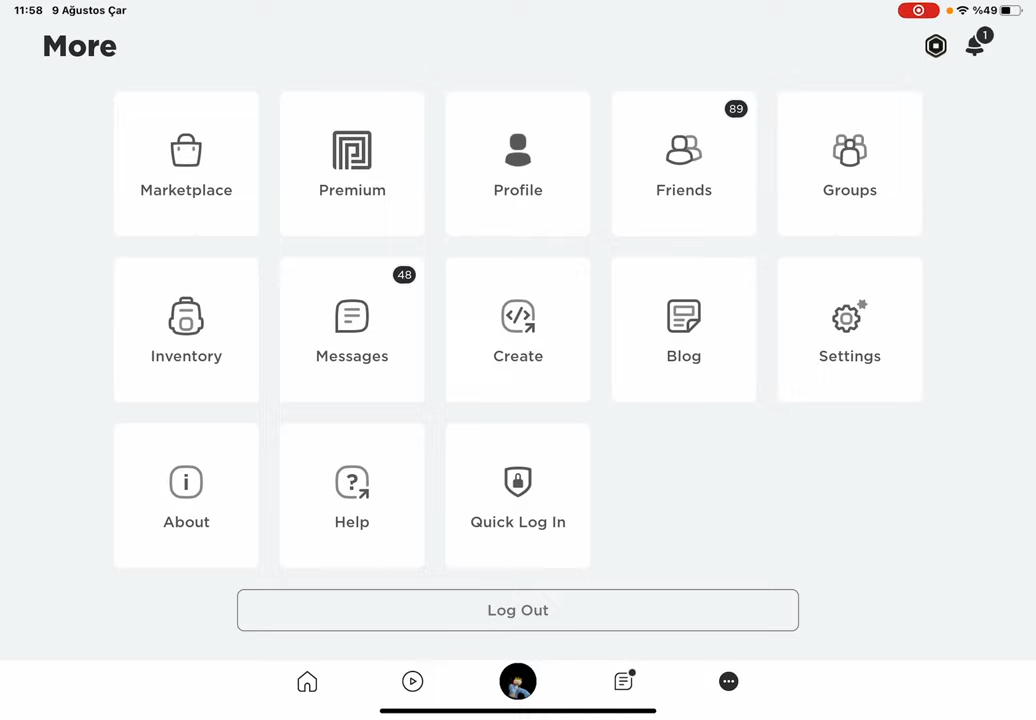 11:58 9 Ağustos Çar %49
More 1
89
Marketplace Premium Profile Friends Groups
48
Inventory Messages Create Blog Settings
About Help Quick Log In
Log Out